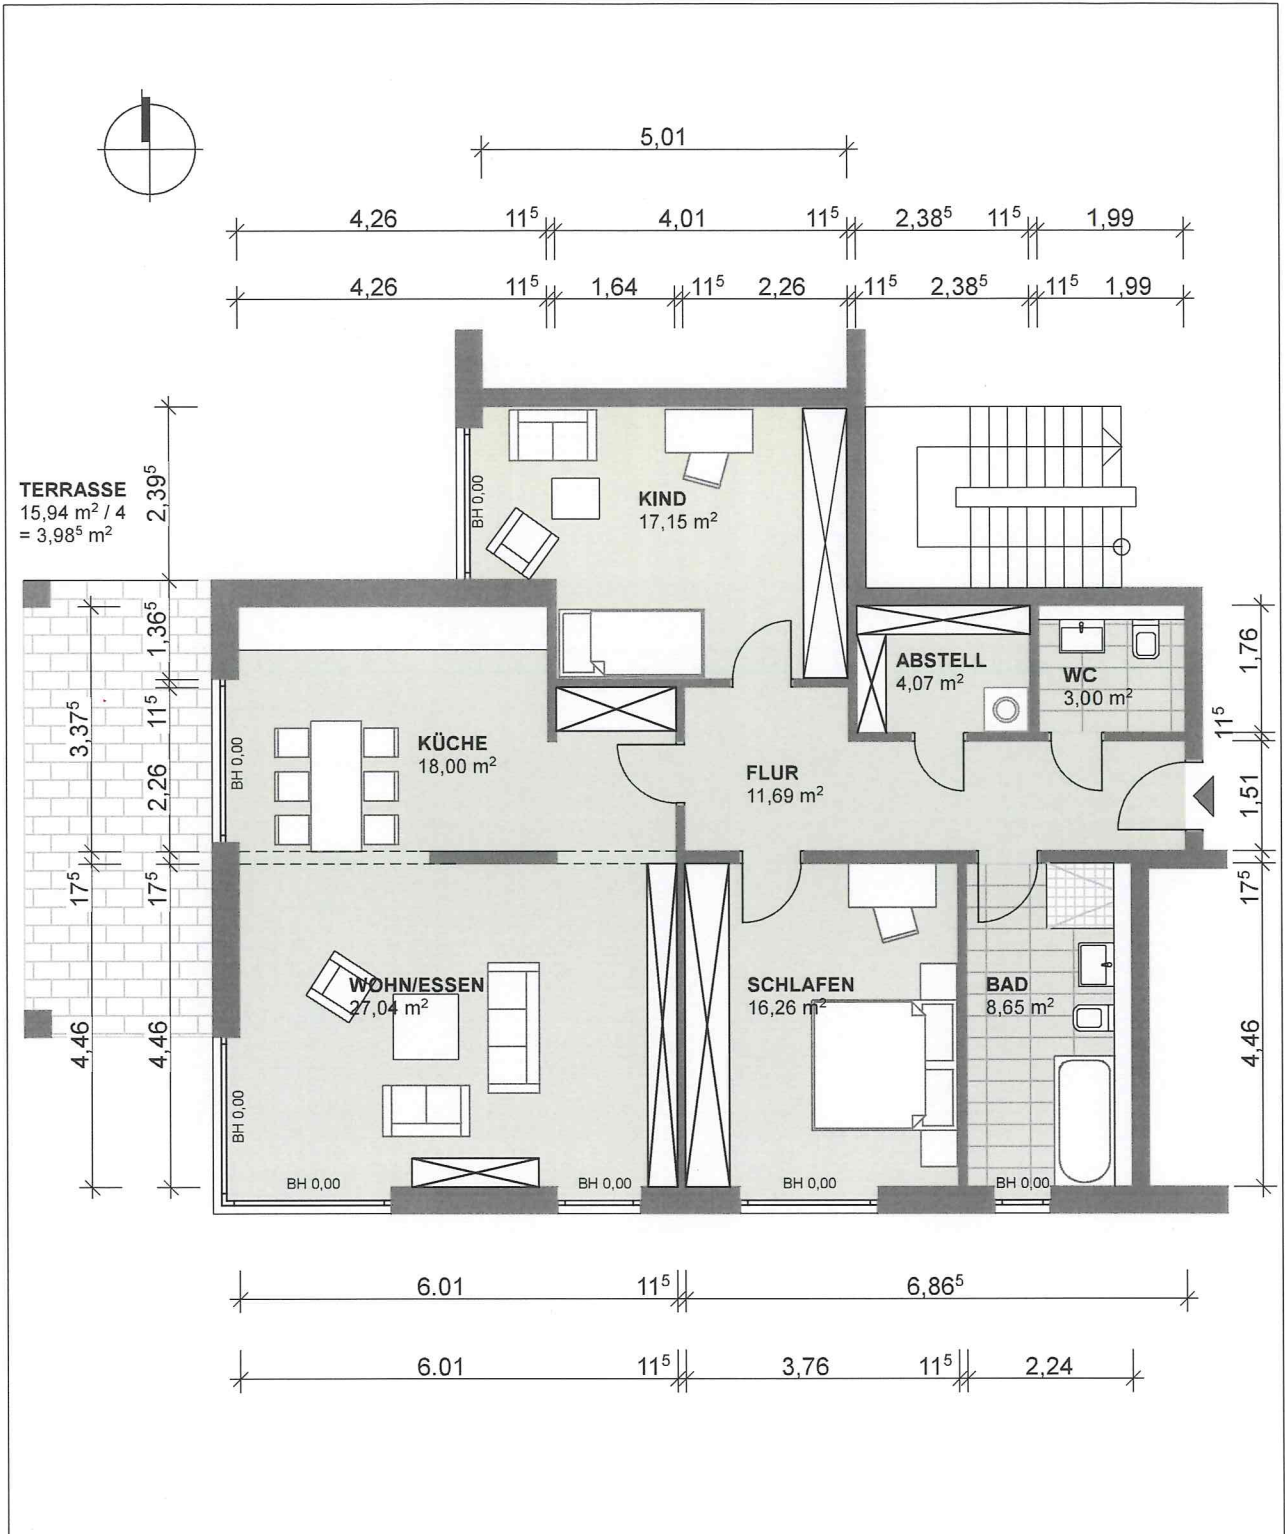 5,01
4,26 11⁵ 4,01 11⁵ 2,38⁵ 11⁵ 1,99
4,26 11⁵ 1,64 11⁵ 2,26 11⁵ 2,38⁵ 11⁵ 1,99
TERRASSE
15,94 m² / 4
= 3,98⁵ m²
2,39⁵
1,36⁵
11⁵
2,26
17⁵
4,46
3,37⁵
17⁵
4,46
BH 0,00
KIND
17,15 m²
ABSTELL
4,07 m²
WC
3,00 m²
1,76
11⁵
1,51
17⁵
4,46
BH 0,00
KÜCHE
18,00 m²
FLUR
11,69 m²
WOHN/ESSEN
27,04 m²
SCHLAFEN
16,26 m²
BAD
8,65 m²
BH 0,00
BH 0,00 BH 0,00 BH 0,00 BH 0,00
6.01 11⁵ 6,86⁵
6.01 11⁵ 3,76 11⁵ 2,24